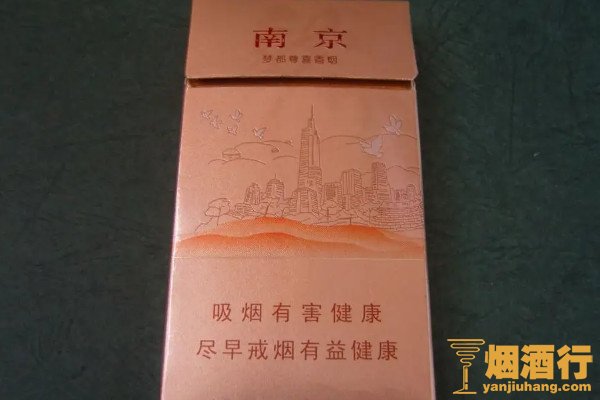 南京
梦都尊喜香烟
吸烟有害健康
尽早戒烟有益健康
烟酒行
yanjiuhang.com